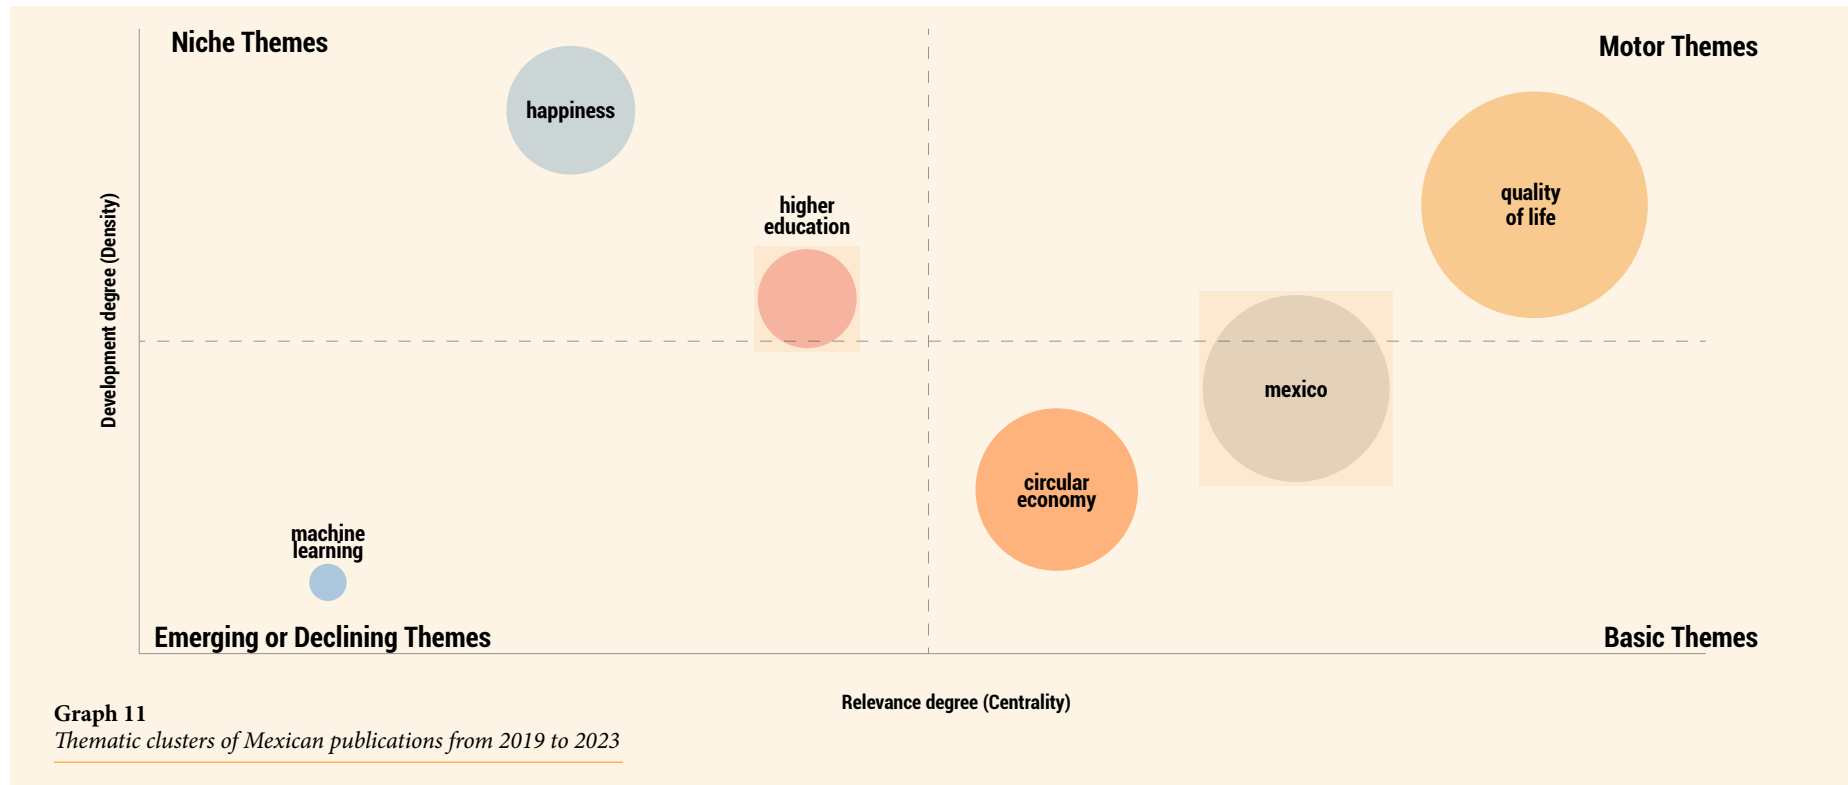 Niche Themes
Motor Themes
happiness
quality
of life
higher
education
Development degree (Density)
mexico
circular
economy
machine
learning
Emerging or Declining Themes
Basic Themes
Relevance degree (Centrality)
Graph 11
Thematic clusters of Mexican publications from 2019 to 2023